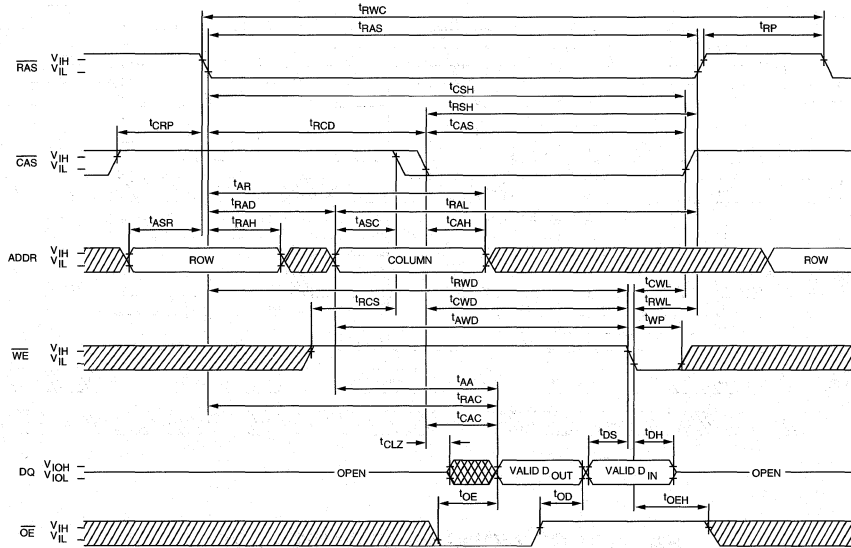 tRWC
tRAS
tRP
RAS VIH
VIL
tCSH
tRSH
tCRP
tRCD
tCAS
CAS VIH
VIL
tAR
tRAD
tRAL
tASR
tRAH
tASC
tCAH
ADDR VIH
VIL
ROW
COLUMN
ROW
tRWD
tCWL
tRCS
tCWD
tRWL
tAWD
tWP
WE VIH
VIL
tAA
tRAC
tCAC
tCLZ
tDS
tDH
DQ VIOH
VIOL
OPEN
VALID DOUT
VALID DIN
OPEN
tOE
tOD
tOEH
OE VIH
VIL